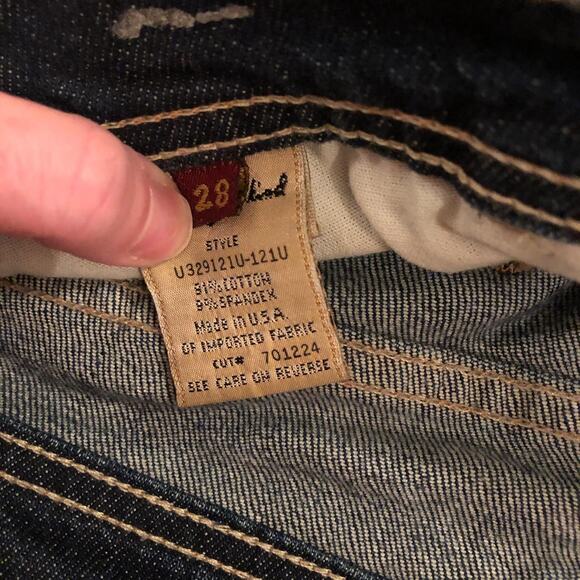 28
STYLE
U329121U-121U
91% COTTON
9% SPANDEX
MADE IN U.S.A.
OF IMPORTED FABRIC
CUT# 701224
SEE CARE ON REVERSE